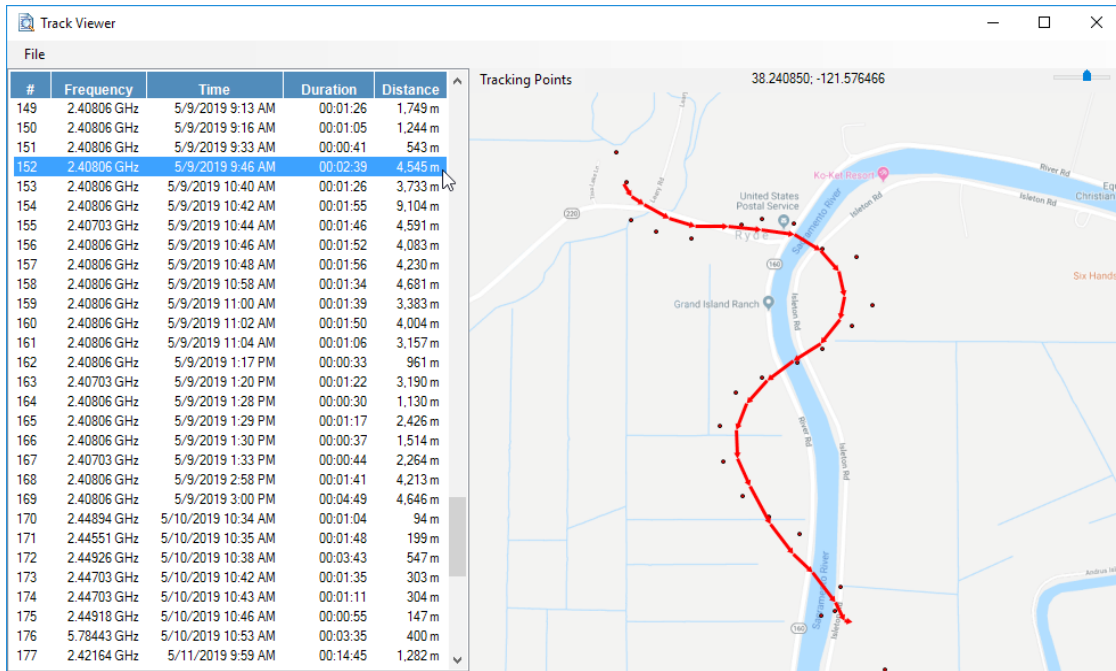 Track Viewer
File
# Frequency Time Duration Distance
149 2.40806 GHz 5/9/2019 9:13 AM 00:01:26 1,749 m
150 2.40806 GHz 5/9/2019 9:16 AM 00:01:05 1,244 m
151 2.40806 GHz 5/9/2019 9:33 AM 00:00:41 543 m
152 2.40806 GHz 5/9/2019 9:46 AM 00:02:39 4,545 m
153 2.40806 GHz 5/9/2019 10:40 AM 00:01:26 3,733 m
154 2.40806 GHz 5/9/2019 10:42 AM 00:01:55 9,104 m
155 2.40703 GHz 5/9/2019 10:44 AM 00:01:46 4,591 m
156 2.40806 GHz 5/9/2019 10:46 AM 00:01:52 4,083 m
157 2.40806 GHz 5/9/2019 10:48 AM 00:01:56 4,230 m
158 2.40806 GHz 5/9/2019 10:58 AM 00:01:34 4,681 m
159 2.40806 GHz 5/9/2019 11:00 AM 00:01:39 3,383 m
160 2.40806 GHz 5/9/2019 11:02 AM 00:01:50 4,004 m
161 2.40806 GHz 5/9/2019 11:04 AM 00:01:06 3,157 m
162 2.40806 GHz 5/9/2019 1:17 PM 00:00:33 961 m
163 2.40703 GHz 5/9/2019 1:20 PM 00:01:22 3,190 m
164 2.40806 GHz 5/9/2019 1:28 PM 00:00:30 1,130 m
165 2.40806 GHz 5/9/2019 1:29 PM 00:01:17 2,426 m
166 2.40806 GHz 5/9/2019 1:30 PM 00:00:37 1,514 m
167 2.40703 GHz 5/9/2019 1:33 PM 00:00:44 2,264 m
168 2.40806 GHz 5/9/2019 2:58 PM 00:01:41 4,213 m
169 2.40806 GHz 5/9/2019 3:00 PM 00:04:49 4,646 m
170 2.44894 GHz 5/10/2019 10:34 AM 00:01:04 94 m
171 2.44551 GHz 5/10/2019 10:35 AM 00:01:48 199 m
172 2.44926 GHz 5/10/2019 10:38 AM 00:03:43 547 m
173 2.44703 GHz 5/10/2019 10:42 AM 00:01:35 303 m
174 2.44703 GHz 5/10/2019 10:43 AM 00:01:11 304 m
175 2.44918 GHz 5/10/2019 10:46 AM 00:00:55 147 m
176 5.78443 GHz 5/10/2019 10:53 AM 00:03:35 400 m
177 2.42164 GHz 5/11/2019 9:59 AM 00:14:45 1,282 m
Tracking Points
38.240850; -121.576466
Leary Rd
220
United States
Postal Service
Ryde
Ko-Ket Resort
Sacramento River
Isleton Rd
River Rd
Isleton Rd
Christian
160
Six Hands
Grand Island Ranch
Isleton Rd
River Rd
Isleton Rd
Sacramento River
Isleton Rd
160